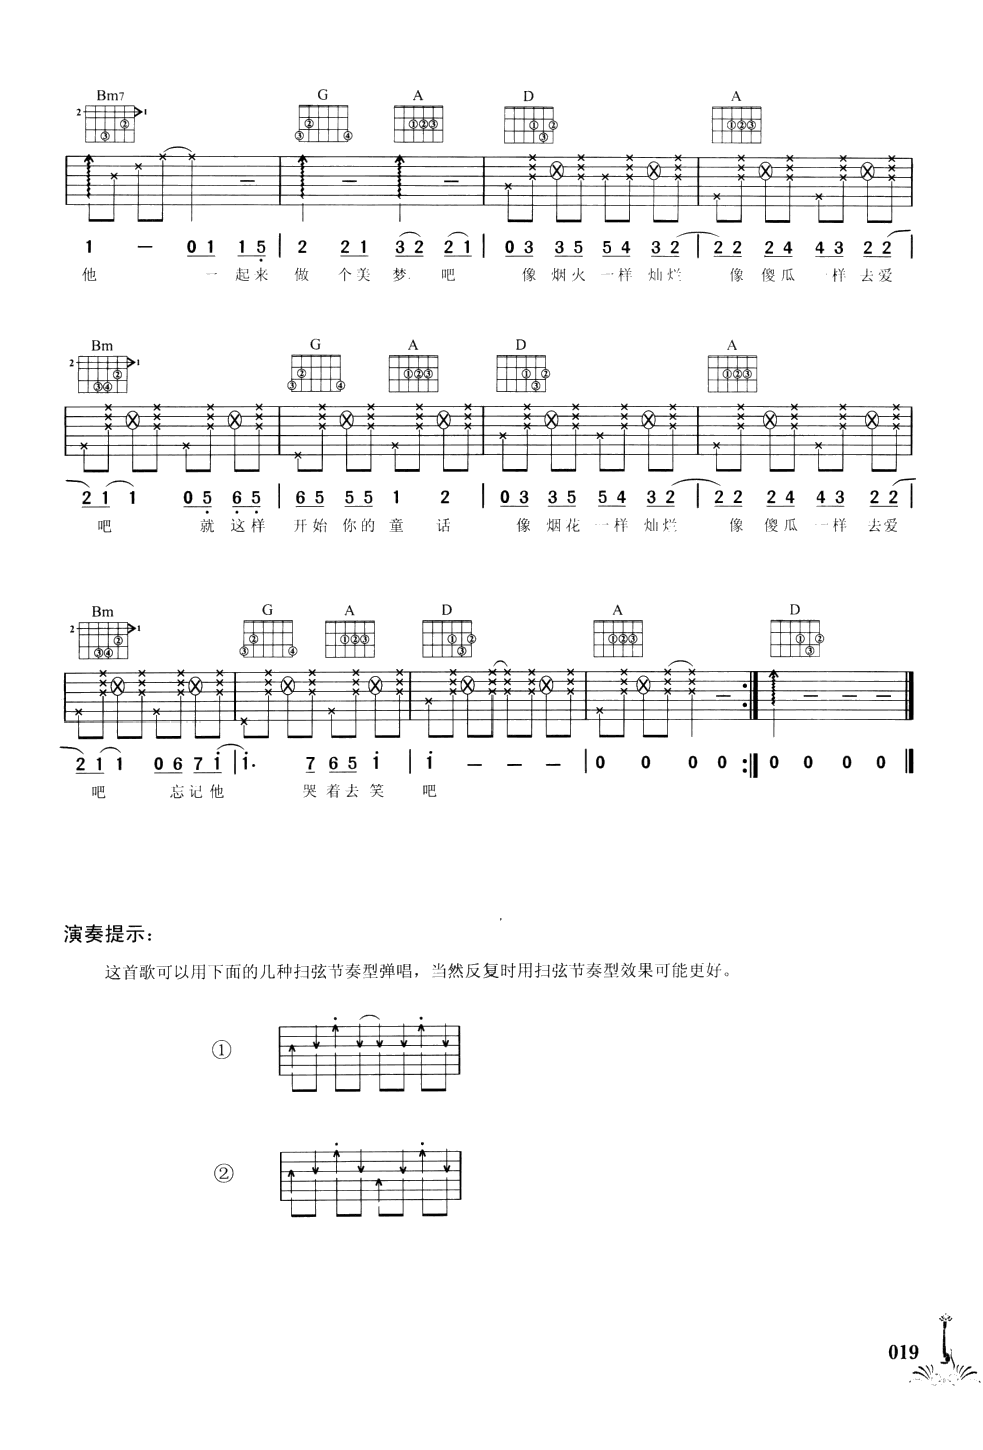 Bm7 G A D A
1 — 0 1 1 5 | 2 2 1 3 2 2 1 | 0 3 3 5 5 4 3 2 | 2 2 2 4 4 3 2 2 |
他 一 起 来 做 个 美 梦 吧 像 烟 火 一 样 灿 烂 像 傻 瓜 一 样 去 爱
Bm G A D A
2 1 1 0 5 6 5 | 6 5 5 5 1 2 | 0 3 3 5 5 4 3 2 | 2 2 2 4 4 3 2 2 |
吧 就 这 样 开 始 你 的 童 话 像 烟 花 一 样 灿 烂 像 傻 瓜 一 样 去 爱
Bm G A D A D
2 1 1 0 6 7 1 | 1· 7 6 5 1 | 1 — — — | 0 0 0 0 :‖ 0 0 0 0 ‖
吧 忘 记 他 哭 着 去 笑 吧
演奏提示：
这首歌可以用下面的几种扫弦节奏型弹唱，当然反复时用扫弦节奏型效果可能更好。
①
②
019